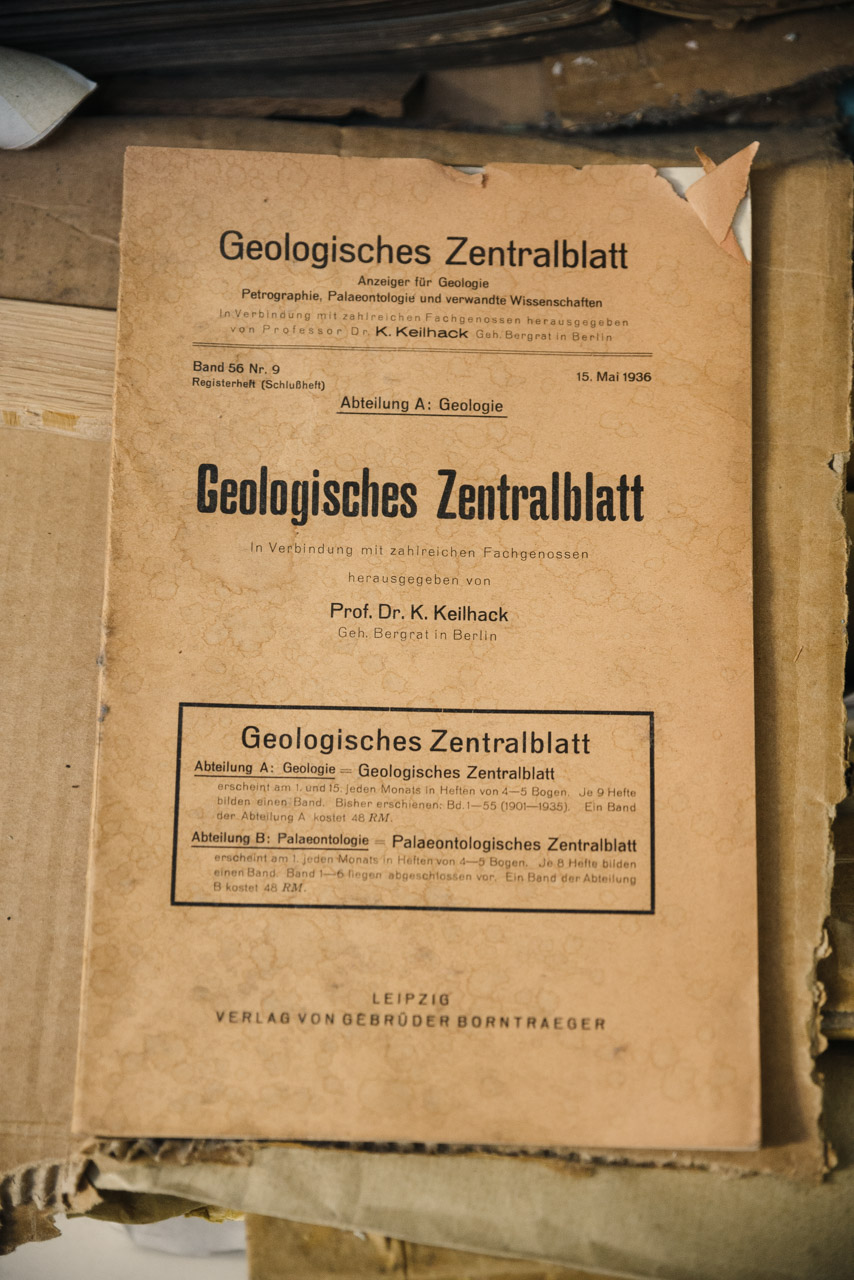 Geologisches Zentralblatt
Anzeiger für Geologie
Petrographie, Palaeontologie und verwandte Wissenschaften
In Verbindung mit zahlreichen Fachgenossen herausgegeben
von Professor Dr. K. Keilhack Geh. Bergrat in Berlin
Band 56 Nr. 9
Registerheft (Schlußheft)
15. Mai 1936
Abteilung A: Geologie
Geologisches Zentralblatt
In Verbindung mit zahlreichen Fachgenossen
herausgegeben von
Prof. Dr. K. Keilhack
Geh. Bergrat in Berlin
Geologisches Zentralblatt
Abteilung A: Geologie = Geologisches Zentralblatt
erscheint am 1. und 15. jeden Monats in Heften von 4—5 Bogen. Je 9 Hefte
bilden einen Band. Bisher erschienen: Bd. 1—55 (1901—1935). Ein Band
der Abteilung A kostet 48 RM.
Abteilung B: Palaeontologie = Palaeontologisches Zentralblatt
erscheint am 1. jeden Monats in Heften von 4—5 Bogen. Je 8 Hefte bilden
einen Band. Band 1—6 liegen abgeschlossen vor. Ein Band der Abteilung
B kostet 48 RM.
LEIPZIG
VERLAG VON GEBRÜDER BORNTRAEGER